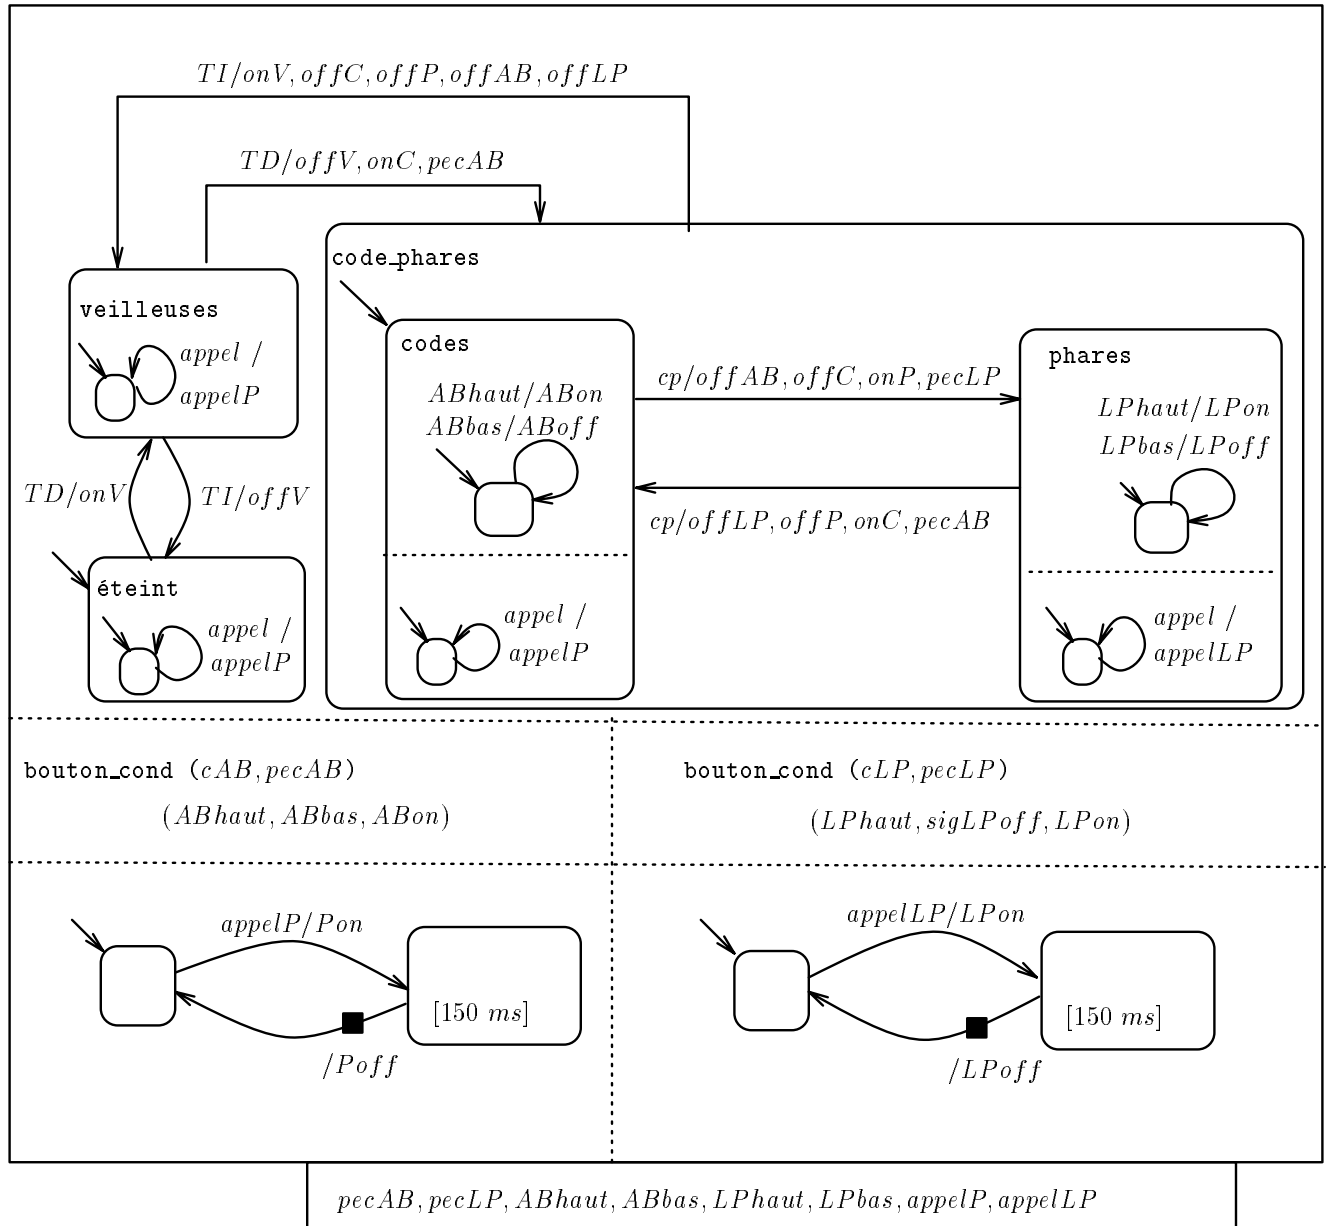 TI/onV, offC, offP, offAB, offLP
TD/offV, onC, pecAB
code_phares
veilleuses
appel /
appelP
TD/onV
TI/offV
éteint
appel /
appelP
codes
ABhaut/ABon
ABbas/ABoff
appel /
appelP
cp/offAB, offC, onP, pecLP
cp/offLP, offP, onC, pecAB
phares
LPhaut/LPon
LPbas/LPoff
appel /
appelLP
bouton_cond (cAB, pecAB)
(ABhaut, ABbas, ABon)
bouton_cond (cLP, pecLP)
(LPhaut, sigLPoff, LPon)
appelP/Pon
[150 ms]
/Poff
appelLP/LPon
[150 ms]
/LPoff
pecAB, pecLP, ABhaut, ABbas, LPhaut, LPbas, appelP, appelLP